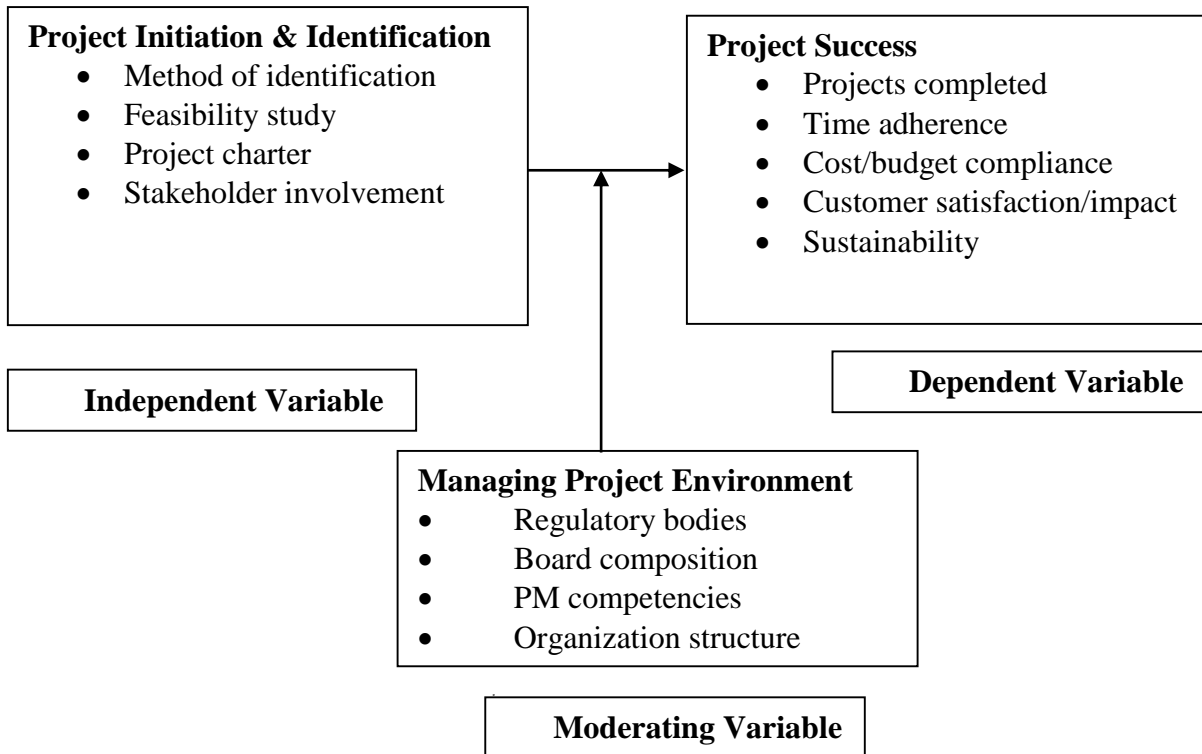 Project Initiation & Identification
• Method of identification
• Feasibility study
• Project charter
• Stakeholder involvement
Project Success
• Projects completed
• Time adherence
• Cost/budget compliance
• Customer satisfaction/impact
• Sustainability
Independent Variable
Dependent Variable
Managing Project Environment
• Regulatory bodies
• Board composition
• PM competencies
• Organization structure
Moderating Variable